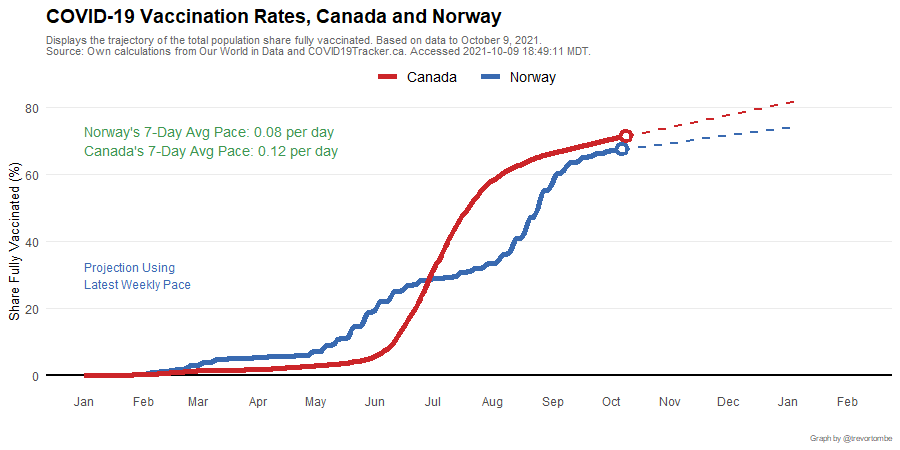 COVID-19 Vaccination Rates, Canada and Norway
Displays the trajectory of the total population share fully vaccinated. Based on data to October 9, 2021.
Source: Own calculations from Our World in Data and COVID19Tracker.ca. Accessed 2021-10-09 18:49:11 MDT.
Canada Norway
80
Norway's 7-Day Avg Pace: 0.08 per day
Canada's 7-Day Avg Pace: 0.12 per day
60
Share Fully Vaccinated (%)
40
Projection Using
Latest Weekly Pace
20
0
Jan Feb Mar Apr May Jun Jul Aug Sep Oct Nov Dec Jan Feb
Graph by @trevortombe